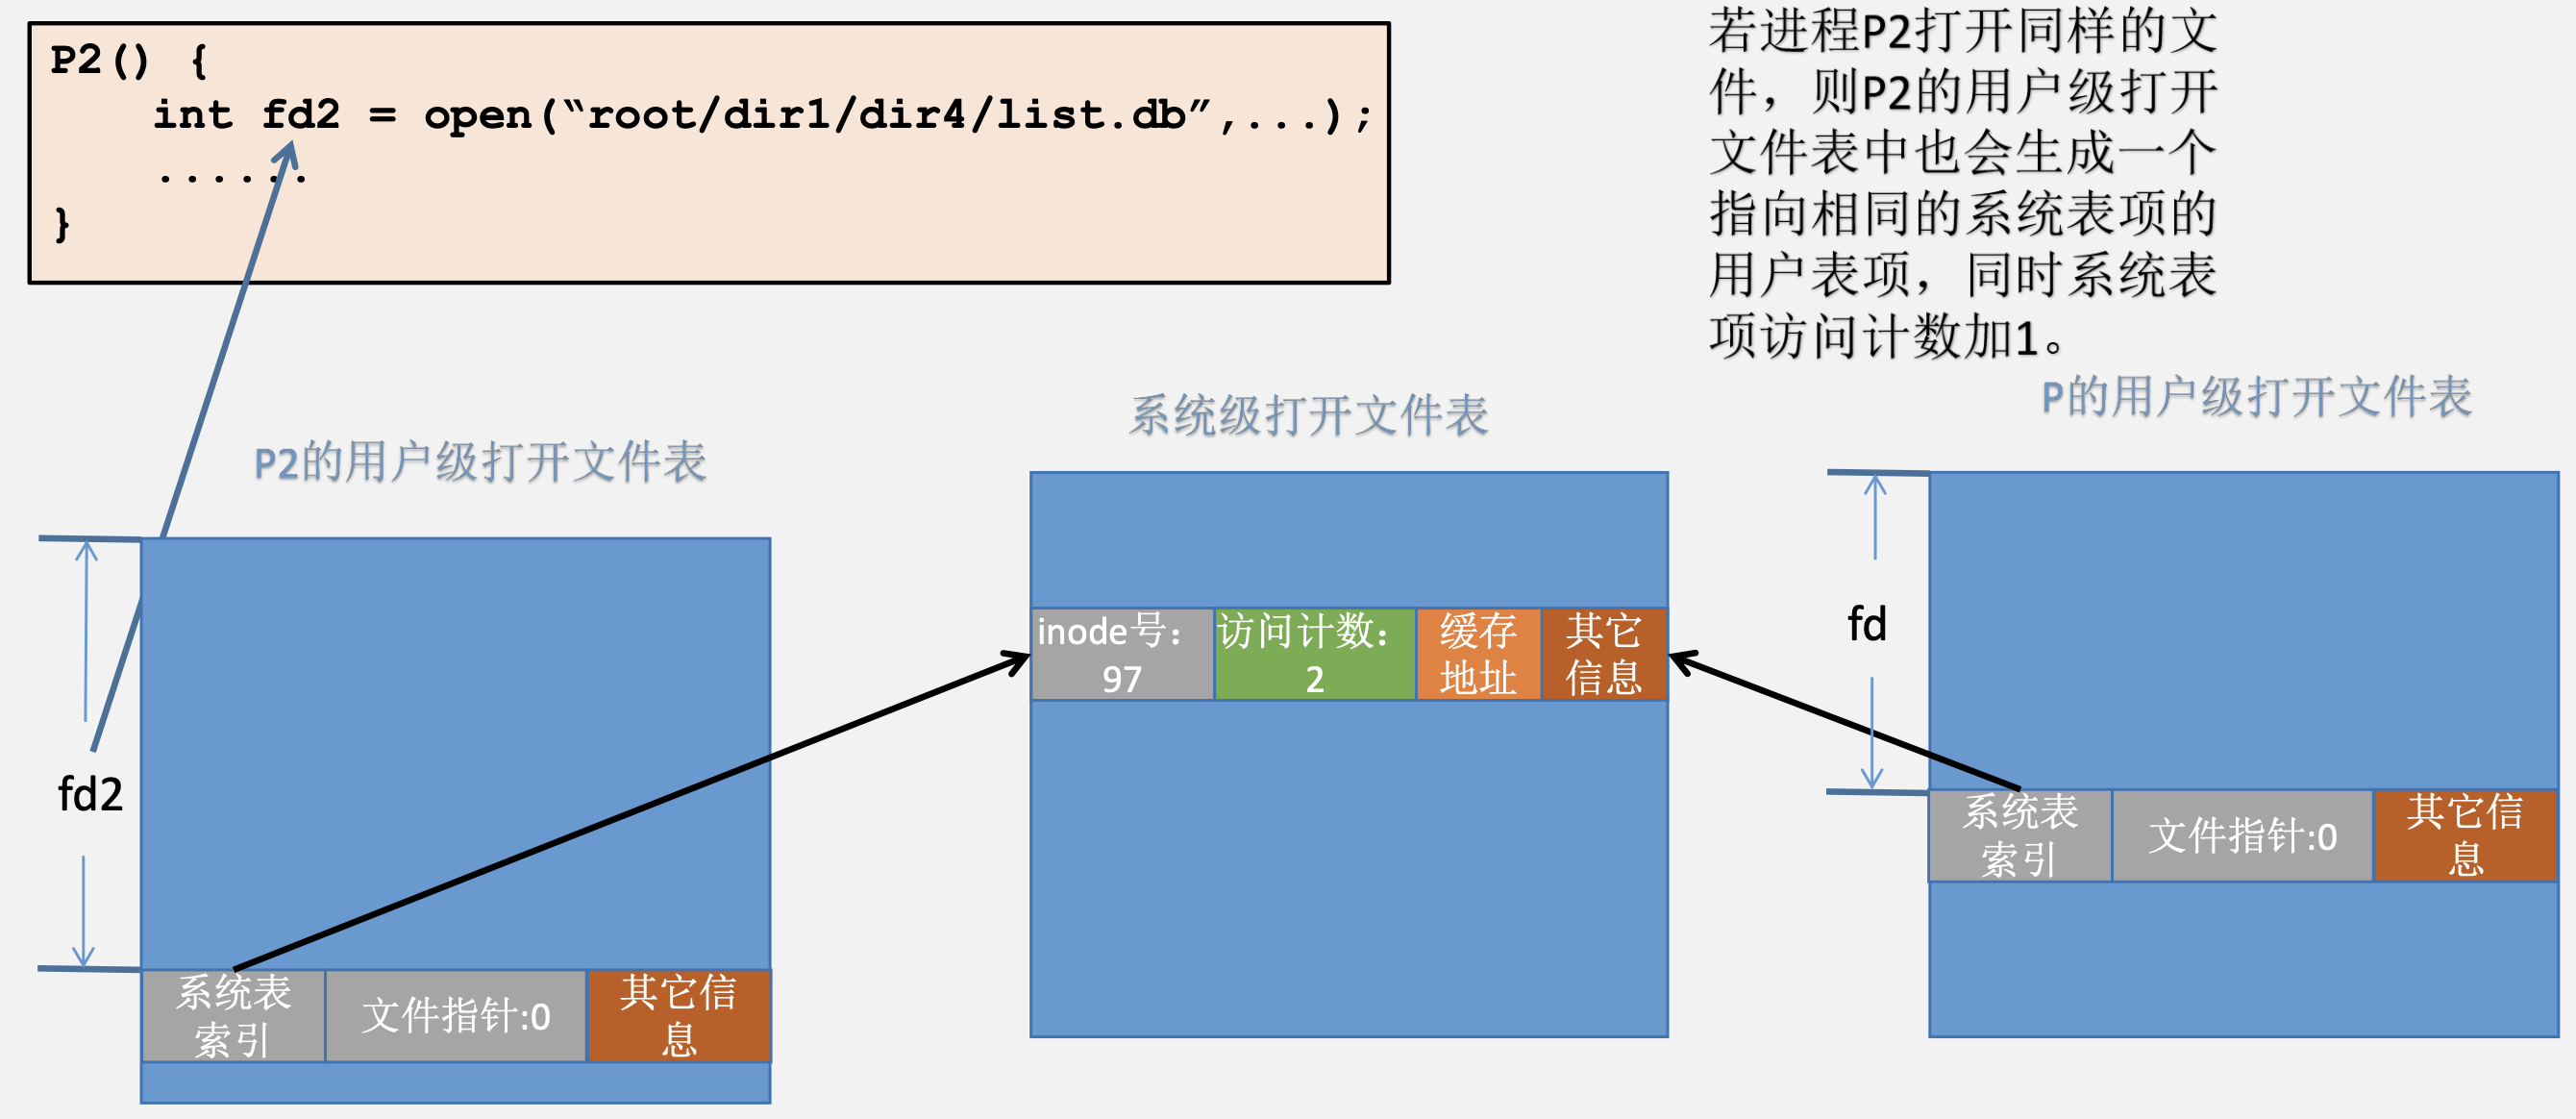 P2() {
int fd2 = open(“root/dir1/dir4/list.db”,...);
......
}
若进程P2打开同样的文
件，则P2的用户级打开
文件表中也会生成一个
指向相同的系统表项的
用户表项，同时系统表
项访问计数加1。
P2的用户级打开文件表
系统级打开文件表
P的用户级打开文件表
fd2
系统表
索引
文件指针:0
其它信
息
inode号：
97
访问计数：
2
缓存
地址
其它
信息
fd
系统表
索引
文件指针:0
其它信
息